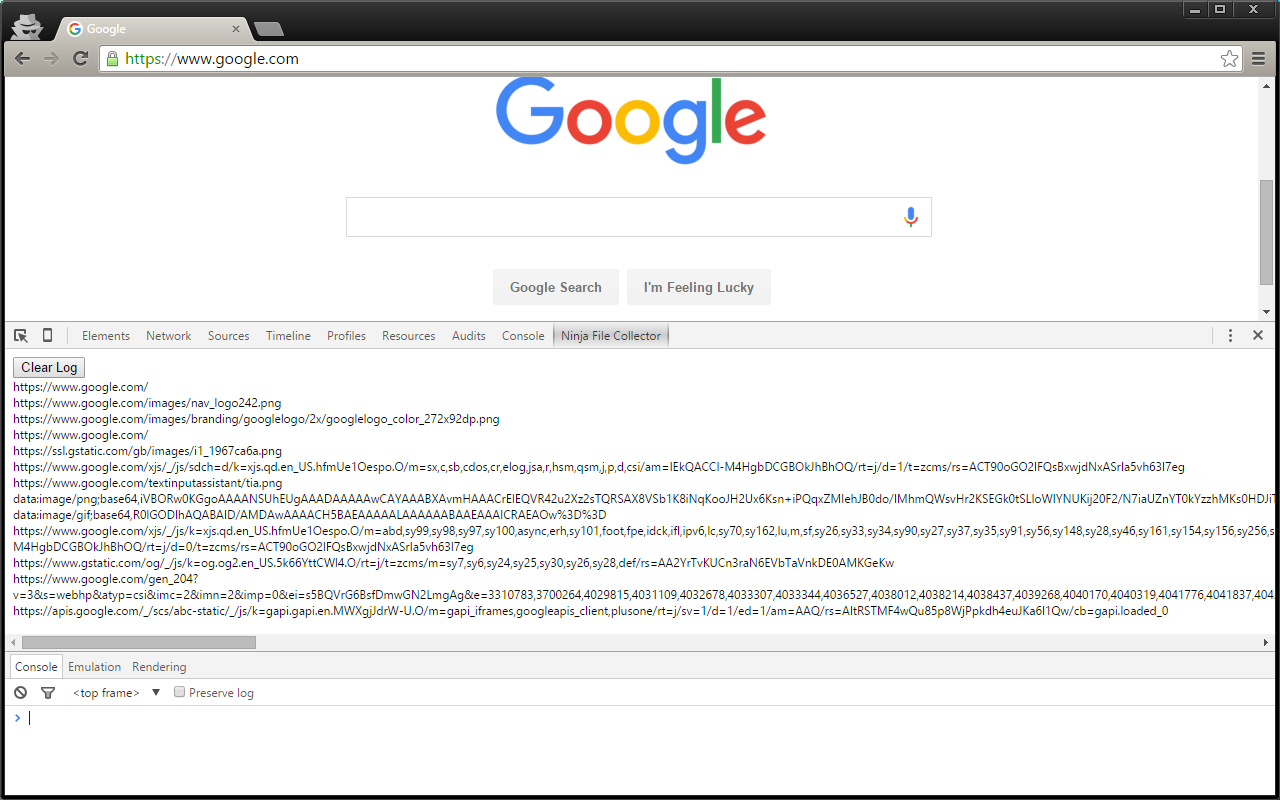 Google
https://www.google.com
Google
Google Search
I'm Feeling Lucky
Elements Network Sources Timeline Profiles Resources Audits Console Ninja File Collector
Clear Log
https://www.google.com/
https://www.google.com/images/nav_logo242.png
https://www.google.com/images/branding/googlelogo/2x/googlelogo_color_272x92dp.png
https://www.google.com/
https://ssl.gstatic.com/gb/images/i1_1967ca6a.png
https://www.google.com/xjs/_/js/sdch=d/k=xjs.qd.en_US.hfmUe1Oespo.O/m=sx,c,sb,cdos,cr,elog,jsa,r,hsm,qsm,j,p,d,csi/am=IEkQACCI-M4HgbDCGBOkJhBhOQ/rt=j/d=1/t=zcms/rs=ACT90oGO2IFQsBxwjdNxASrIa5vh63I7eg
https://www.google.com/textinputassistant/tia.png
data:image/png;base64,iVBORw0KGgoAAAANSUhEUgAAADAAAAAwCAYAAABXAvmHAAACrElEQVR42u2Xz2sTQRSAX8VSb1K8iNqKooJH2Ux6Ksn+iPQqxZMIehJB0do/IMhmQWsvHr2KSEGk0tSLIoWIYNUKij20F2/N7iaUZnYT0kYzzhMKs0HDJiT
data:image/gif;base64,R0lGODlhAQABAID/AMDAwAAAACH5BAEAAAAALAAAAAABAAEAAAICRAEAOw%3D%3D
https://www.google.com/xjs/_/js/k=xjs.qd.en_US.hfmUe1Oespo.O/m=abd,sy99,sy98,sy97,sy100,async,erh,sy101,foot,fpe,idck,ifl,ipv6,lc,sy70,sy162,lu,m,sf,sy26,sy33,sy34,sy90,sy27,sy37,sy35,sy91,sy56,sy148,sy28,sy46,sy161,sy154,sy156,sy256,s
M4HgbDCGBOkJhBhOQ/rt=j/d=0/t=zcms/rs=ACT90oGO2IFQsBxwjdNxASrIa5vh63I7eg
https://www.gstatic.com/og/_/js/k=og.og2.en_US.5k66YttCWI4.O/rt=j/t=zcms/m=sy7,sy6,sy24,sy25,sy30,sy26,sy28,def/rs=AA2YrTvKUCn3raN6EVbTaVnkDE0AMKGeKw
https://www.google.com/gen_204?
v=3&s=webhp&atyp=csi&imc=2&imn=2&imp=0&ei=s5BQVrG6BsfDmwGN2LmgAg&e=3310783,3700264,4029815,4031109,4032678,4033307,4033344,4036527,4038012,4038214,4038437,4039268,4040170,4040319,4041776,4041837,404
https://apis.google.com/_/scs/abc-static/_/js/k=gapi.gapi.en.MWXgjJdrW-U.O/m=gapi_iframes,googleapis_client,plusone/rt=j/sv=1/d=1/ed=1/am=AAQ/rs=AItRSTMF4wQu85p8WjPpkdh4euJKa6I1Qw/cb=gapi.loaded_0
Console Emulation Rendering
<top frame> ▼ Preserve log
>